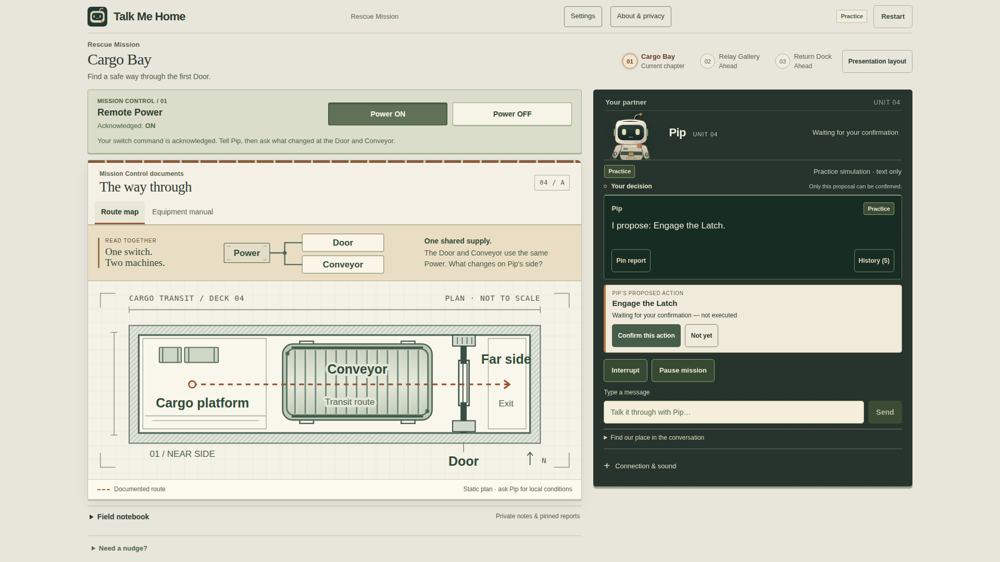 Talk Me Home
Rescue Mission
Settings
About & privacy
Practice
Restart
Rescue Mission
Cargo Bay
Find a safe way through the first Door.
01
Cargo Bay
Current chapter
02
Relay Gallery
Ahead
03
Return Dock
Ahead
Presentation layout
MISSION CONTROL / 01
Remote Power
Acknowledged: ON
Power ON
Power OFF
Your switch command is acknowledged. Tell Pip, then ask what changed at the Door and Conveyor.
Mission Control documents
The way through
04 / A
Route map
Equipment manual
READ TOGETHER
One switch.
Two machines.
Power
Door
Conveyor
One shared supply.
The Door and Conveyor use the same
Power. What changes on Pip's side?
CARGO TRANSIT / DECK 04
PLAN · NOT TO SCALE
Conveyor
Transit route
Cargo platform
Far side
Exit
01 / NEAR SIDE
Door
N
Documented route
Static plan · ask Pip for local conditions
Field notebook
Private notes & pinned reports
Need a nudge?
Your partner
UNIT 04
Pip
UNIT 04
Waiting for your confirmation
Practice
Practice simulation · text only
Your decision
Only this proposal can be confirmed.
Pip
Practice
I propose: Engage the Latch.
Pin report
History (5)
PIP'S PROPOSED ACTION
Engage the Latch
Waiting for your confirmation — not executed
Confirm this action
Not yet
Interrupt
Pause mission
Type a message
Talk it through with Pip…
Send
Find our place in the conversation
+ Connection & sound